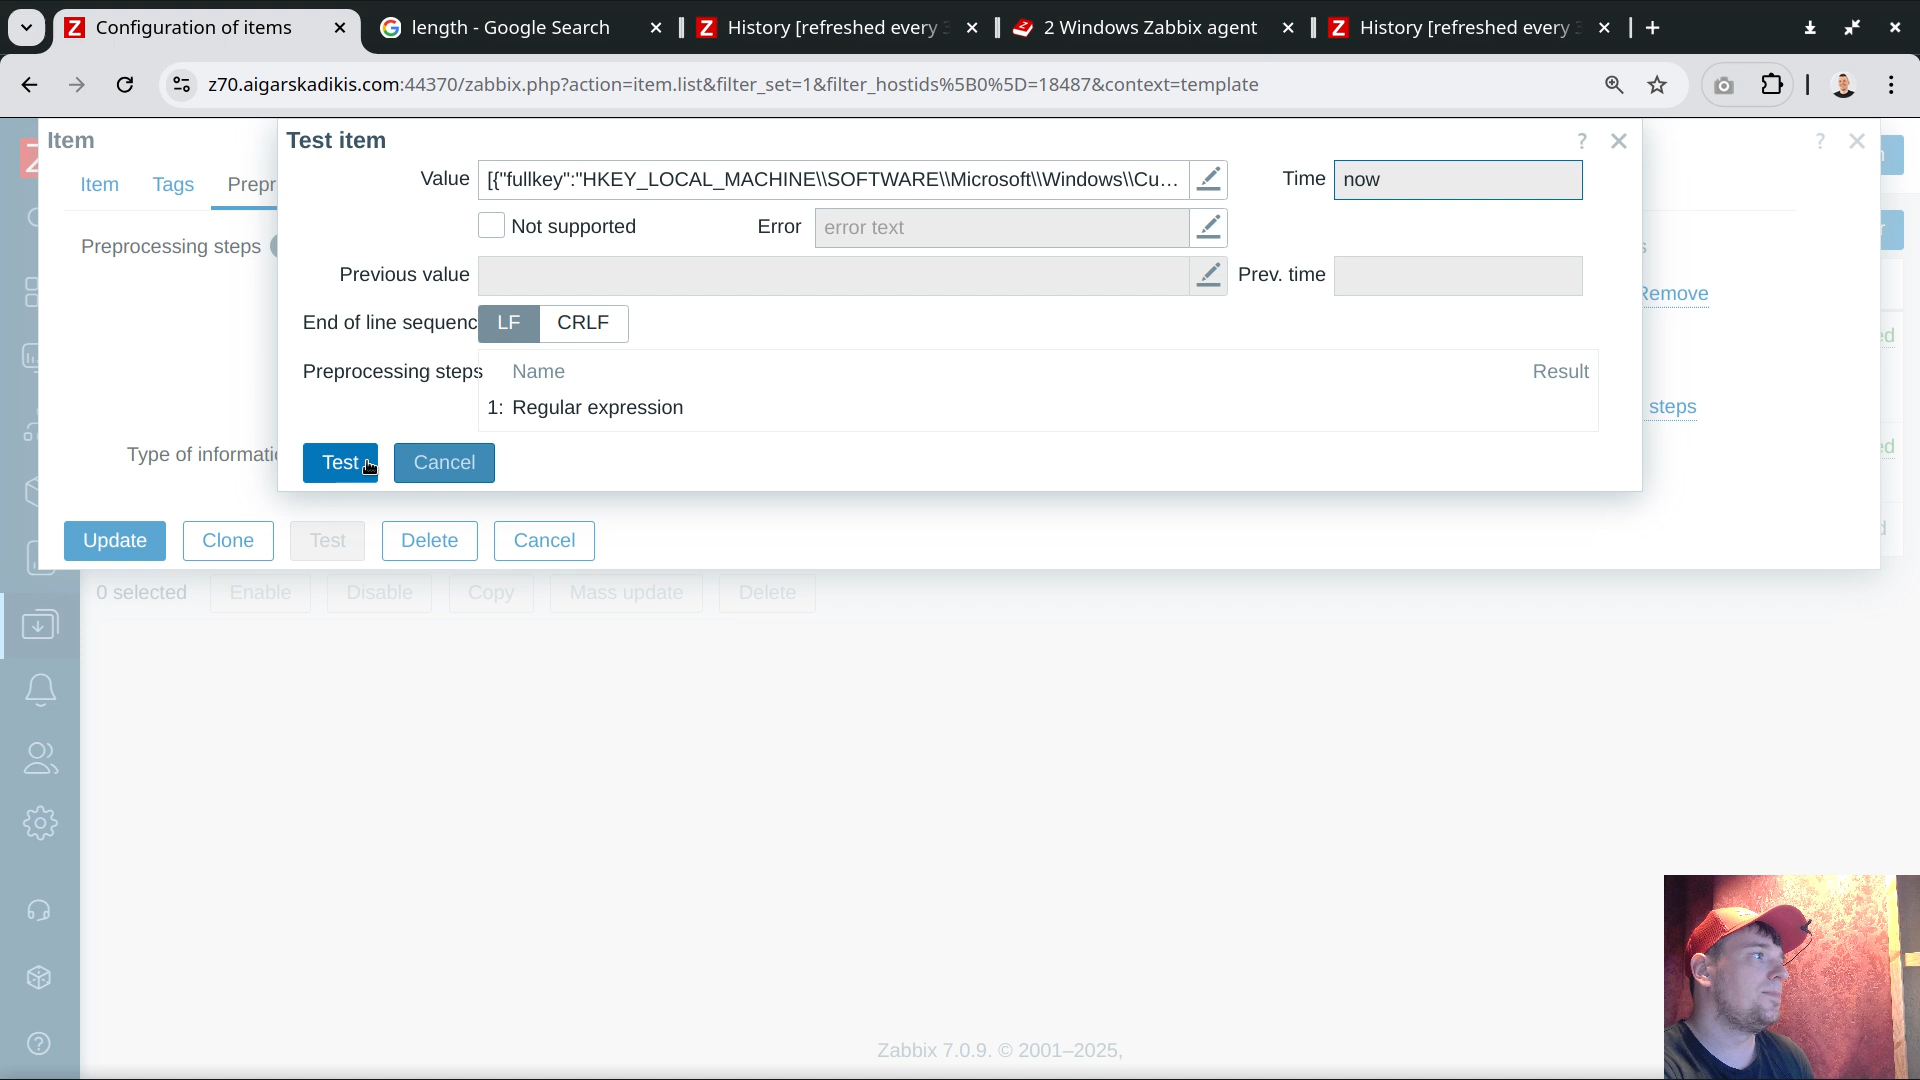 Configuration of items
length - Google Search
History [refreshed every
2 Windows Zabbix agent
History [refreshed every
z70.aigarskadikis.com:44370/zabbix.php?action=item.list&filter_set=1&filter_hostids%5B0%5D=18487&context=template
Item
Test item
Item
Tags
Prepr
Value
[{"fullkey":"HKEY_LOCAL_MACHINE\\SOFTWARE\\Microsoft\\Windows\\Cu...
Time
now
Not supported
Error
error text
Preprocessing steps
Previous value
Prev. time
Remove
End of line sequenc
LF
CRLF
Preprocessing steps
Name
Result
1: Regular expression
steps
Type of informati
Test
Cancel
Update
Clone
Test
Delete
Cancel
0 selected
Enable
Disable
Copy
Mass update
Delete
Zabbix 7.0.9. © 2001–2025,